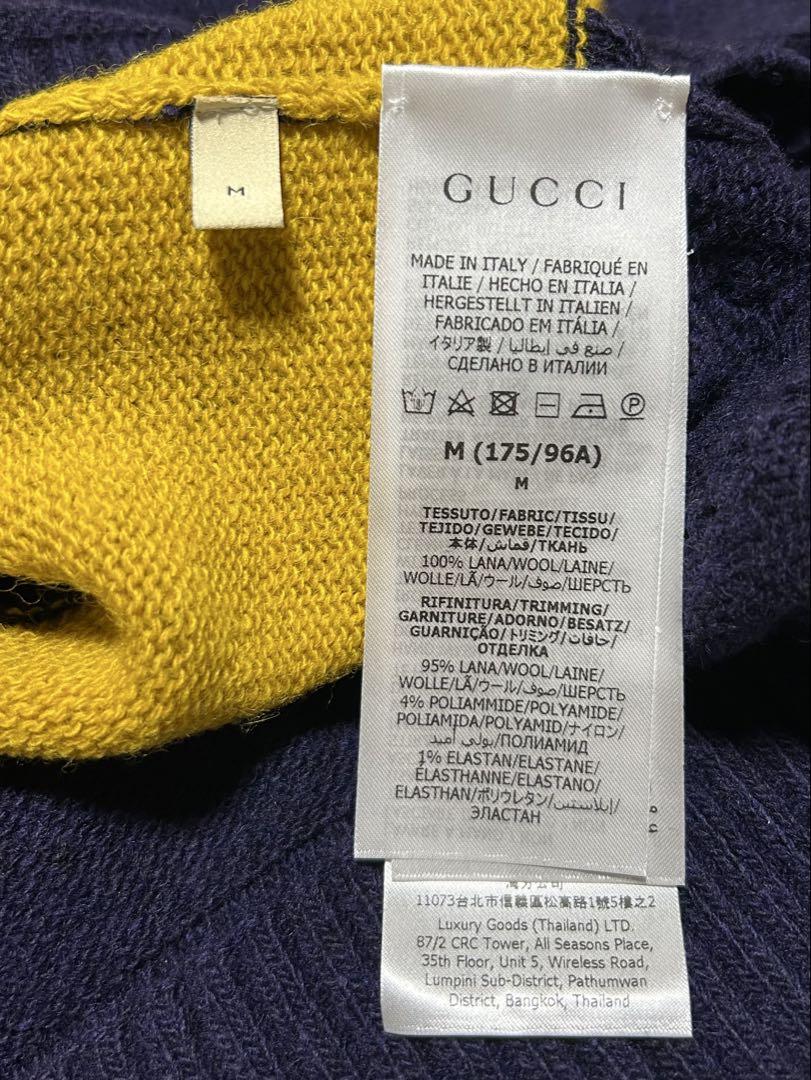 M
GUCCI
MADE IN ITALY / FABRIQUÉ EN
ITALIE / HECHO EN ITALIA /
HERGESTELLT IN ITALIEN /
FABRICADO EM ITÁLIA /
イタリア製 / صنع في إيطاليا /
СДЕЛАНО В ИТАЛИИ
P
M (175/96A)
M
TESSUTO/FABRIC/TISSU/
TEJIDO/GEWEBE/TECIDO/
本体/قماش/ТКАНЬ
100% LANA/WOOL/LAINE/
WOLLE/LÃ/ウール/صوف/ШЕРСТЬ
RIFINITURA/TRIMMING/
GARNITURE/ADORNO/BESATZ/
GUARNIÇÃO/トリミング/حافات/
ОТДЕЛКА
95% LANA/WOOL/LAINE/
WOLLE/LÃ/ウール/صوف/ШЕРСТЬ
4% POLIAMMIDE/POLYAMIDE/
POLIAMIDA/POLYAMID/ナイロン/
بولي أميد/ПОЛИАМИД
1% ELASTAN/ELASTANE/
ÉLASTHANNE/ELASTANO/
ELASTHAN/ポリウレタン/إيلاستين/
ЭЛАСТАН
11073台北市信義區松高路1號5樓之2
Luxury Goods (Thailand) LTD.
87/2 CRC Tower, All Seasons Place,
35th Floor, Unit 5, Wireless Road,
Lumpini Sub-District, Pathumwan
District, Bangkok, Thailand